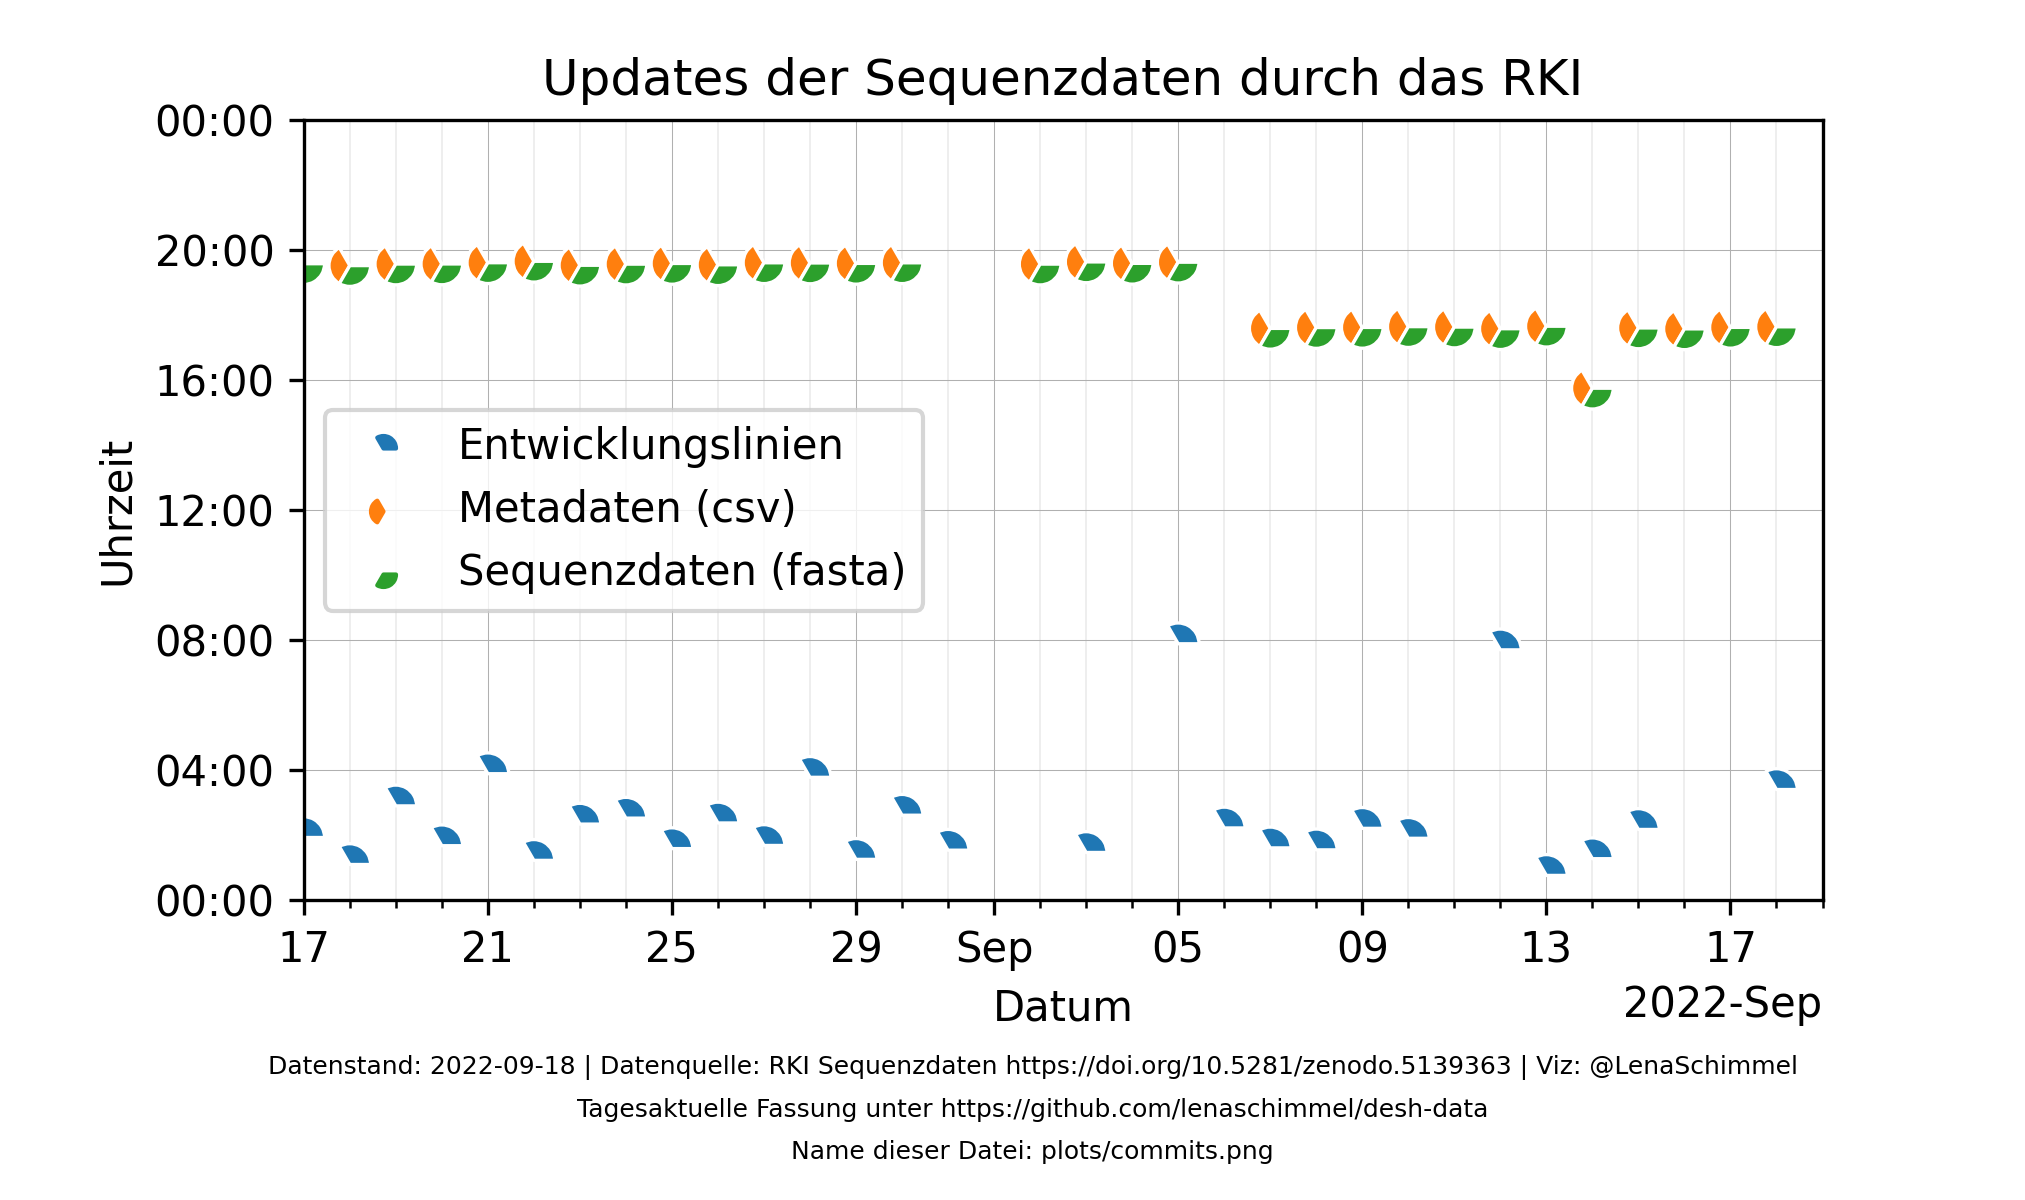 Updates der Sequenzdaten durch das RKI
00:00
20:00
16:00
12:00
08:00
04:00
00:00
Uhrzeit
Entwicklungslinien
Metadaten (csv)
Sequenzdaten (fasta)
17 21 25 29 Sep 05 09 13 17
Datum
2022-Sep
Datenstand: 2022-09-18 | Datenquelle: RKI Sequenzdaten https://doi.org/10.5281/zenodo.5139363 | Viz: @LenaSchimmel
Tagesaktuelle Fassung unter https://github.com/lenaschimmel/desh-data
Name dieser Datei: plots/commits.png